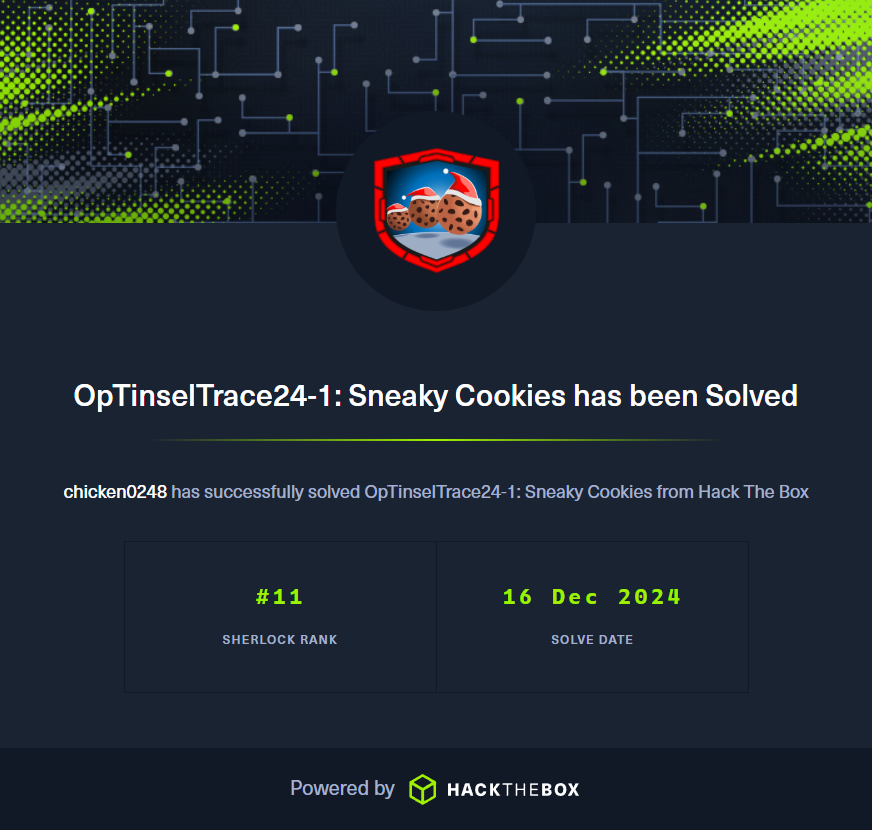 OpTinselTrace24-1: Sneaky Cookies has been Solved
chicken0248 has successfully solved OpTinselTrace24-1: Sneaky Cookies from Hack The Box
#11
SHERLOCK RANK
16 Dec 2024
SOLVE DATE
Powered by HACKTHEBOX